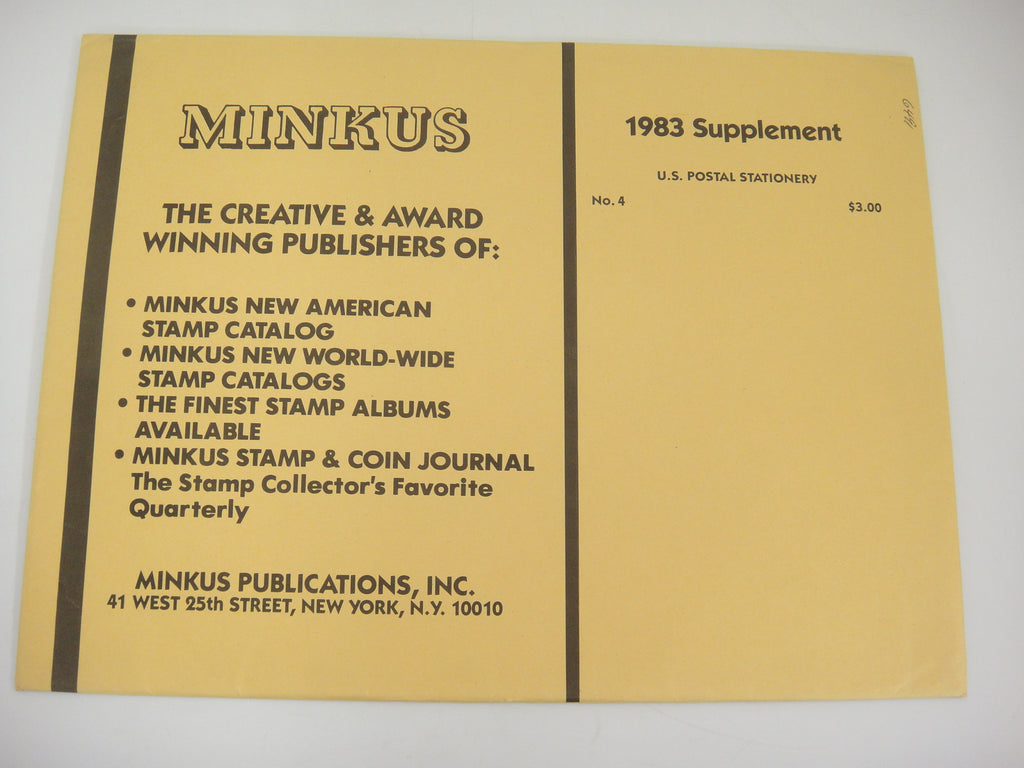 MINKUS
THE CREATIVE & AWARD
WINNING PUBLISHERS OF:
• MINKUS NEW AMERICAN
STAMP CATALOG
• MINKUS NEW WORLD-WIDE
STAMP CATALOGS
• THE FINEST STAMP ALBUMS
AVAILABLE
• MINKUS STAMP & COIN JOURNAL
The Stamp Collector's Favorite
Quarterly
MINKUS PUBLICATIONS, INC.
41 WEST 25th STREET, NEW YORK, N.Y. 10010
1983 Supplement
U.S. POSTAL STATIONERY
No. 4 $3.00